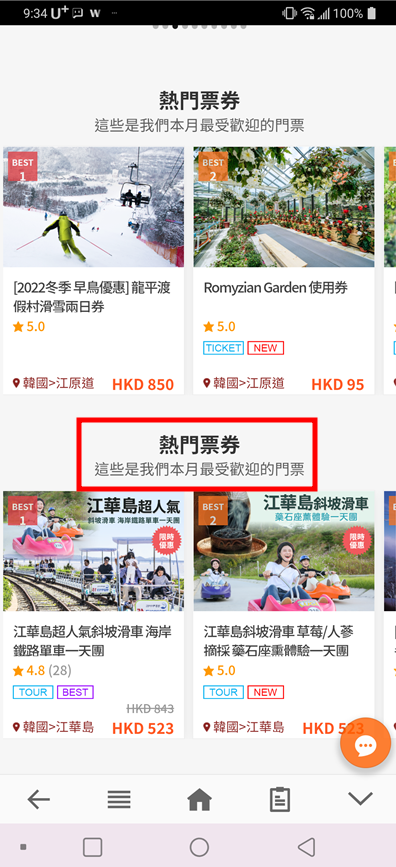 9:34 U+ W 100%
熱門票券
這些是我們本月最受歡迎的門票
BEST
1
BEST
2
[2022冬季 早鳥優惠] 龍平渡
假村滑雪兩日券
5.0
韓國>江原道
HKD 850
Romyzian Garden 使用券
5.0
TICKET
NEW
韓國>江原道
HKD 95
熱門票券
這些是我們本月最受歡迎的門票
BEST
1
江華島超人氣
斜坡滑車 海岸鐵路單車一天團
限時
優惠
BEST
2
江華島斜坡滑車
藥石座熏體驗一天團
限時
優惠
江華島超人氣斜坡滑車 海岸
鐵路單車一天團
4.8 (28)
TOUR
BEST
HKD 843
韓國>江華島
HKD 523
江華島斜坡滑車 草莓/人蔘
摘採 藥石座熏體驗一天團
5.0
TOUR
NEW
韓國>江華島
HKD 523